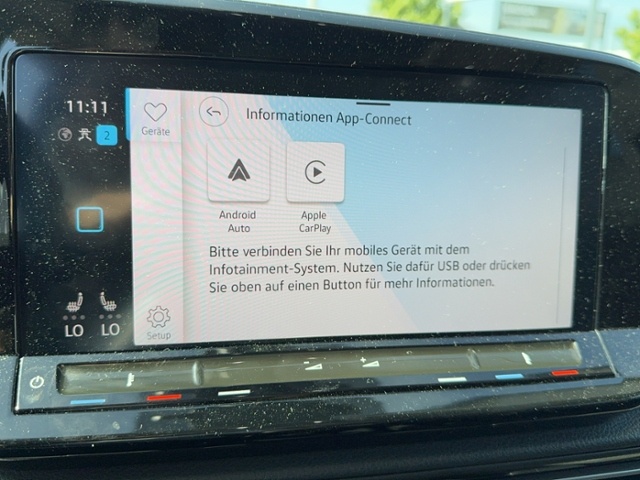 11:11
2
Geräte
Informationen App-Connect
Android
Auto
Apple
CarPlay
Bitte verbinden Sie Ihr mobiles Gerät mit dem
Infotainment-System. Nutzen Sie dafür USB oder drücken
Sie oben auf einen Button für mehr Informationen.
LO LO
Setup